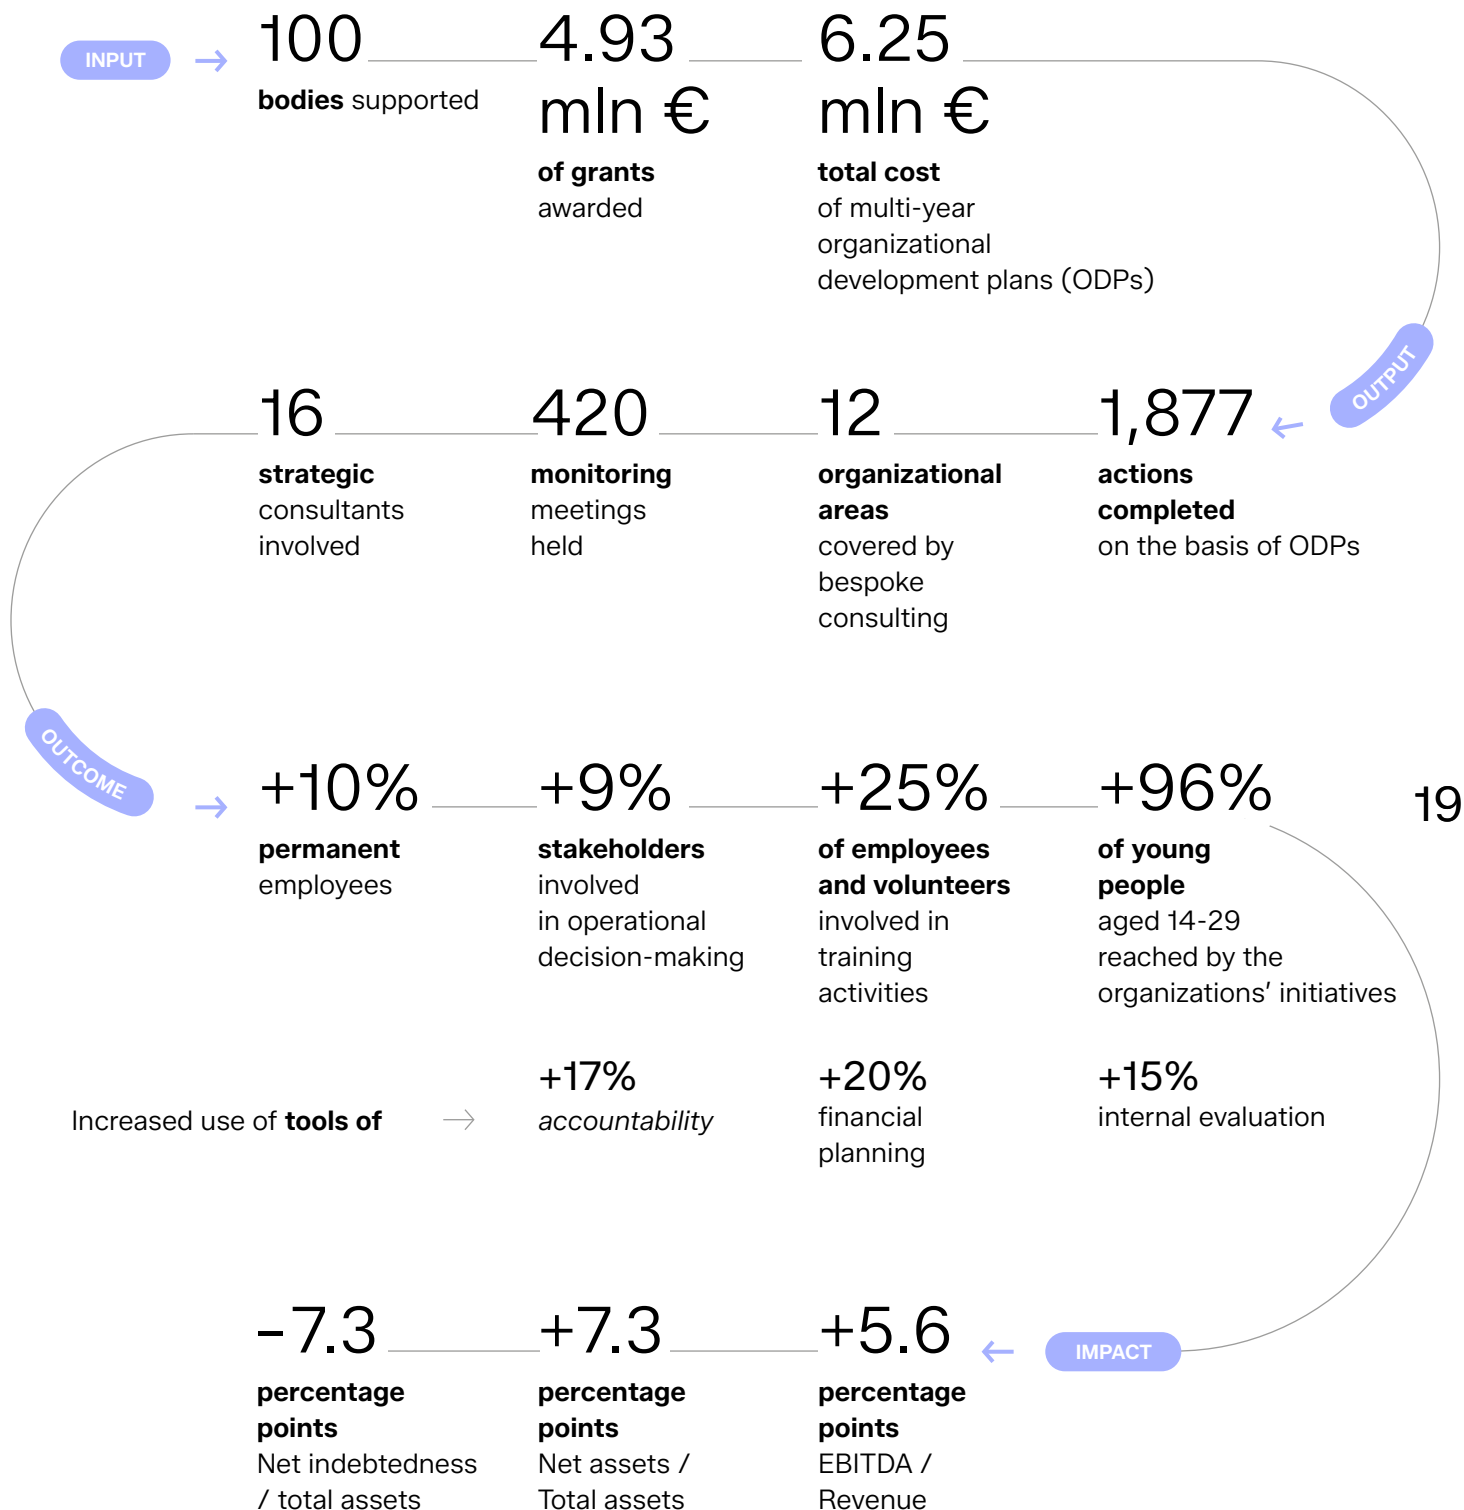 INPUT
100
bodies supported
4.93
mln €
of grants
awarded
6.25
mln €
total cost
of multi-year
organizational
development plans (ODPs)
OUTPUT
1,877
actions
completed
on the basis of ODPs
12
organizational
areas
covered by
bespoke
consulting
420
monitoring
meetings
held
16
strategic
consultants
involved
OUTCOME
+10%
permanent
employees
+9%
stakeholders
involved
in operational
decision-making
+25%
of employees
and volunteers
involved in
training
activities
+96%
of young
people
aged 14-29
reached by the
organizations’ initiatives
19
Increased use of tools of
+17%
accountability
+20%
financial
planning
+15%
internal evaluation
IMPACT
+5.6
percentage
points
EBITDA /
Revenue
+7.3
percentage
points
Net assets /
Total assets
–7.3
percentage
points
Net indebtedness
/ total assets